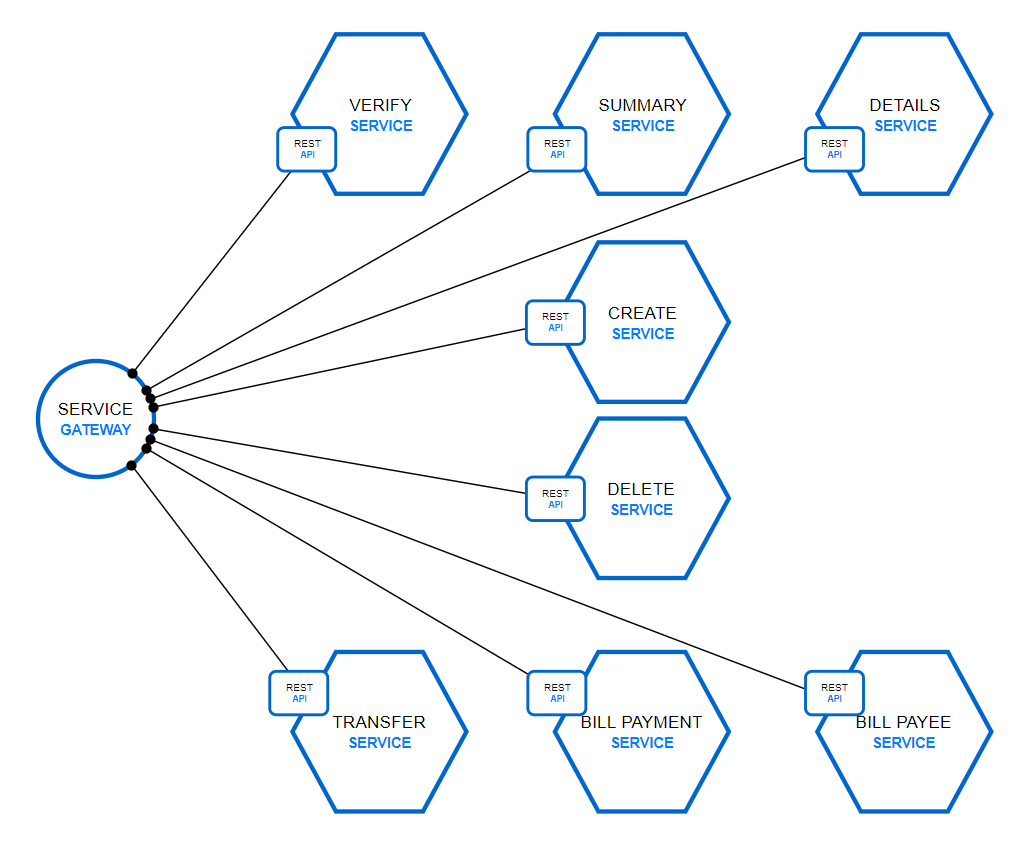 VERIFY
SERVICE
REST
API
SUMMARY
SERVICE
REST
API
DETAILS
SERVICE
REST
API
CREATE
SERVICE
REST
API
SERVICE
GATEWAY
DELETE
SERVICE
REST
API
REST
API
TRANSFER
SERVICE
REST
API
BILL PAYMENT
SERVICE
REST
API
BILL PAYEE
SERVICE